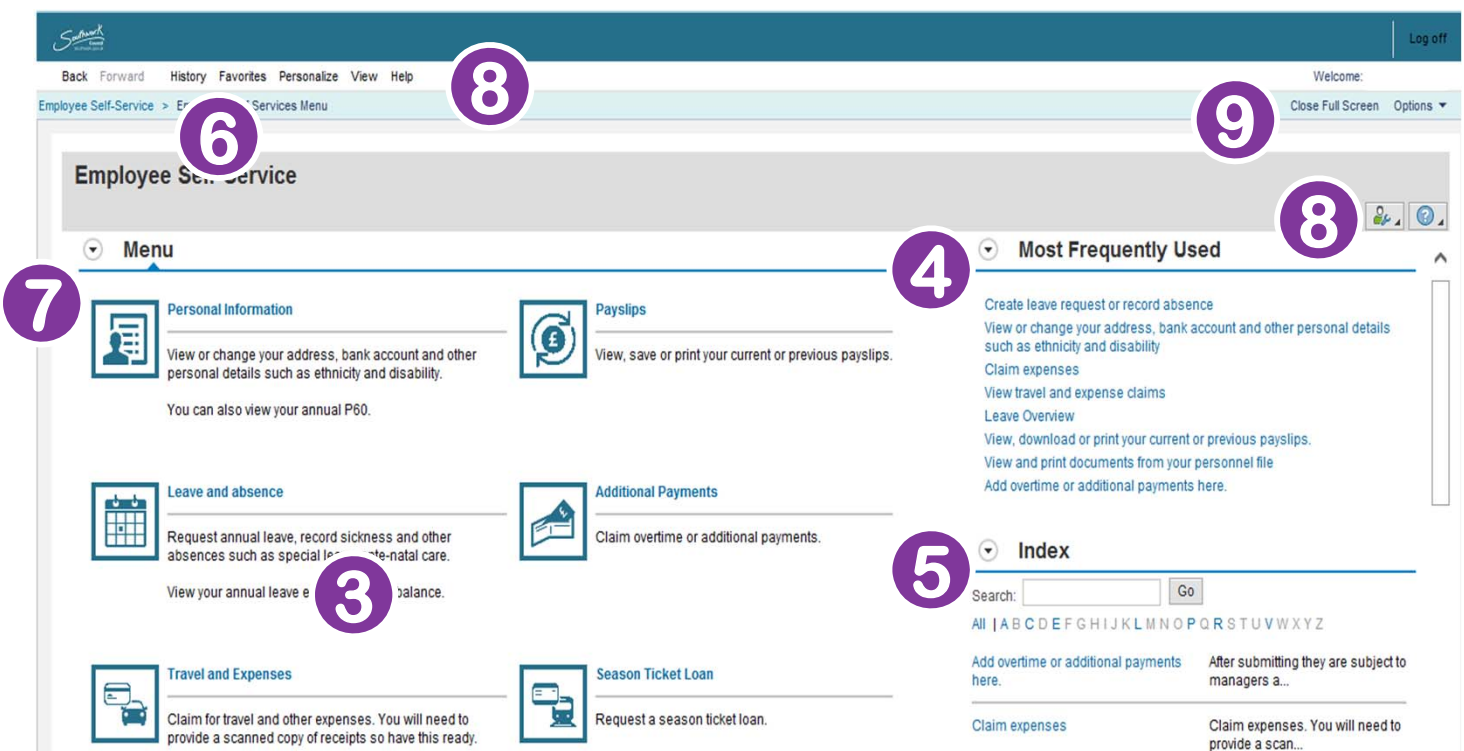 Southwark
Council
Log off
Back Forward History Favorites Personalize View Help
8
Welcome:
Employee Self-Service > Services Menu
6
9
Close Full Screen Options
Employee Self-Service
8
Menu
7
Personal Information
View or change your address, bank account and other
personal details such as ethnicity and disability.
You can also view your annual P60.
Payslips
View, save or print your current or previous payslips.
Leave and absence
Request annual leave, record sickness and other
absences such as special ante-natal care.
View your annual leave balance.
3
Additional Payments
Claim overtime or additional payments.
Travel and Expenses
Claim for travel and other expenses. You will need to
provide a scanned copy of receipts so have this ready.
Season Ticket Loan
Request a season ticket loan.
4
Most Frequently Used
Create leave request or record absence
View or change your address, bank account and other personal details
such as ethnicity and disability
Claim expenses
View travel and expense claims
Leave Overview
View, download or print your current or previous payslips.
View and print documents from your personnel file
Add overtime or additional payments here.
5
Index
Search: Go
All | A B C D E F G H I J K L M N O P Q R S T U V W X Y Z
Add overtime or additional payments
here.
After submitting they are subject to
managers a...
Claim expenses
Claim expenses. You will need to
provide a scan...